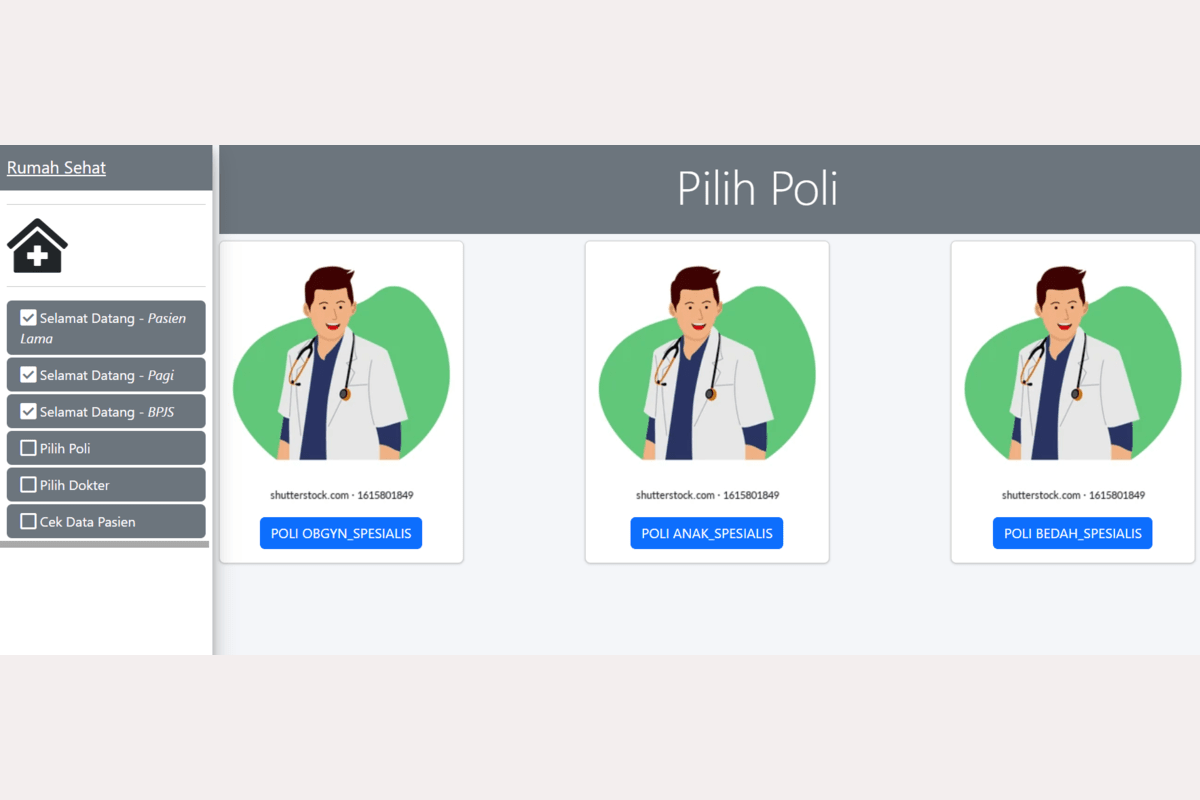 Rumah Sehat
Selamat Datang - Pasien
Lama
Selamat Datang - Pagi
Selamat Datang - BPJS
Pilih Poli
Pilih Dokter
Cek Data Pasien
Pilih Poli
shutterstock.com · 1615801849
POLI OBGYN_SPESIALIS
shutterstock.com · 1615801849
POLI ANAK_SPESIALIS
shutterstock.com · 1615801849
POLI BEDAH_SPESIALIS